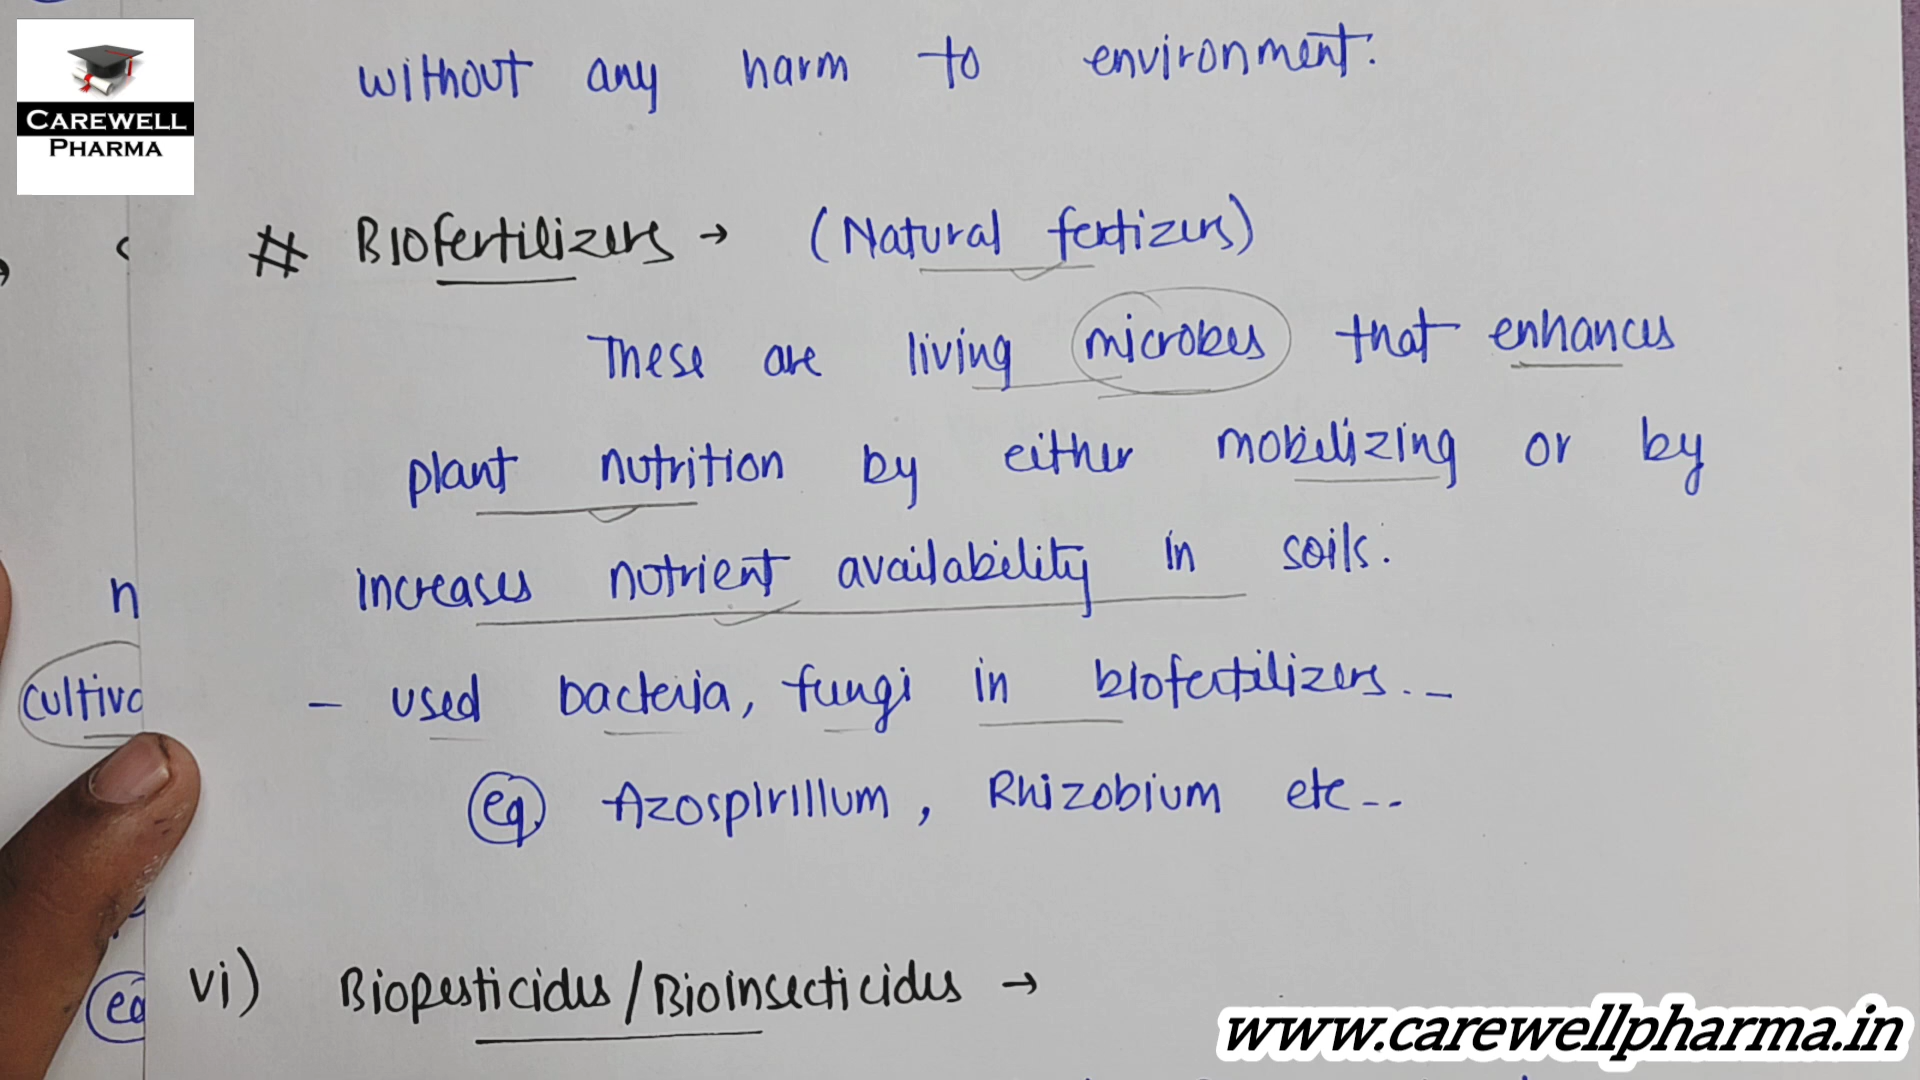 CAREWELL
PHARMA
without any harm to environment.
# Biofertilizers → (Natural fertizers)
These are living microbes that enhances
plant nutrition by either mobilizing or by
increases nutrient availability in soils.
- used bacteria, fungi in biofertilizers..
eg Azospirillum, Rhizobium etc..
n
cultiva
eg
vi) Biopesticides/Bioinsecticides →
www.carewellpharma.in